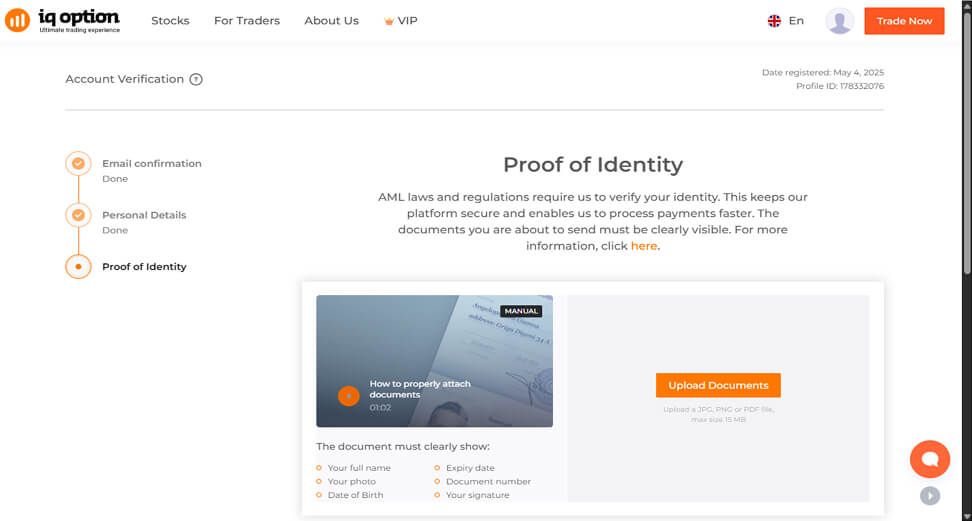 iq option
Ultimate trading experience
Stocks
For Traders
About Us
VIP
En
Trade Now
Account Verification ?
Date registered: May 4, 2025
Profile ID: 178332076
Email confirmation
Done
Personal Details
Done
Proof of Identity
Proof of Identity
AML laws and regulations require us to verify your identity. This keeps our
platform secure and enables us to process payments faster. The
documents you are about to send must be clearly visible. For more
information, click here.
MANUAL
How to properly attach
documents
01:02
The document must clearly show:
Your full name
Your photo
Date of Birth
Expiry date
Document number
Your signature
Upload Documents
Upload a JPG, PNG or PDF file,
max size 15 MB